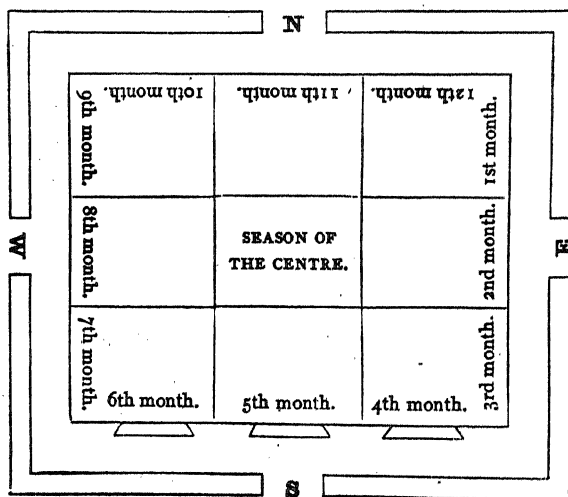 N
10th month.
11th month.
12th month.
9th month.
1st month.
W
8th month.
SEASON OF
THE CENTRE.
2nd month.
E
7th month.
3rd month.
6th month.
5th month.
4th month.
S